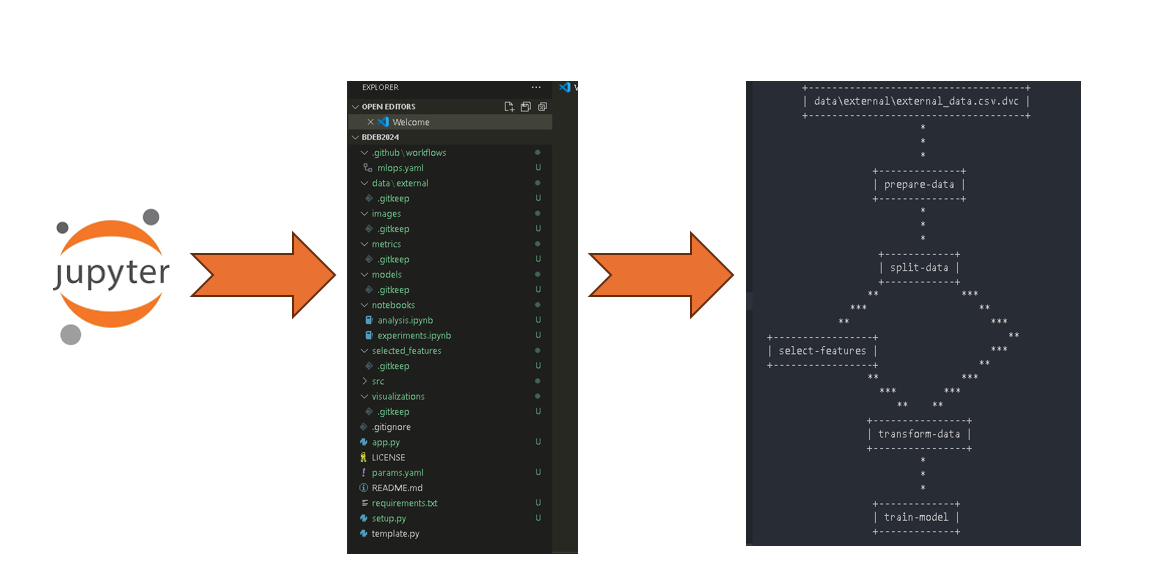 jupyter
EXPLORER ...
OPEN EDITORS
Welcome
BDEB2024
.github\workflows
mlops.yaml U
data\external
.gitkeep U
images
.gitkeep U
metrics
.gitkeep U
models
.gitkeep U
notebooks
analysis.ipynb U
experiments.ipynb U
selected_features
.gitkeep U
src
visualizations
.gitkeep U
.gitignore
app.py U
LICENSE
! params.yaml U
README.md
requirements.txt U
setup.py U
template.py
data\external\external_data.csv.dvc
prepare-data
split-data
select-features
transform-data
train-model